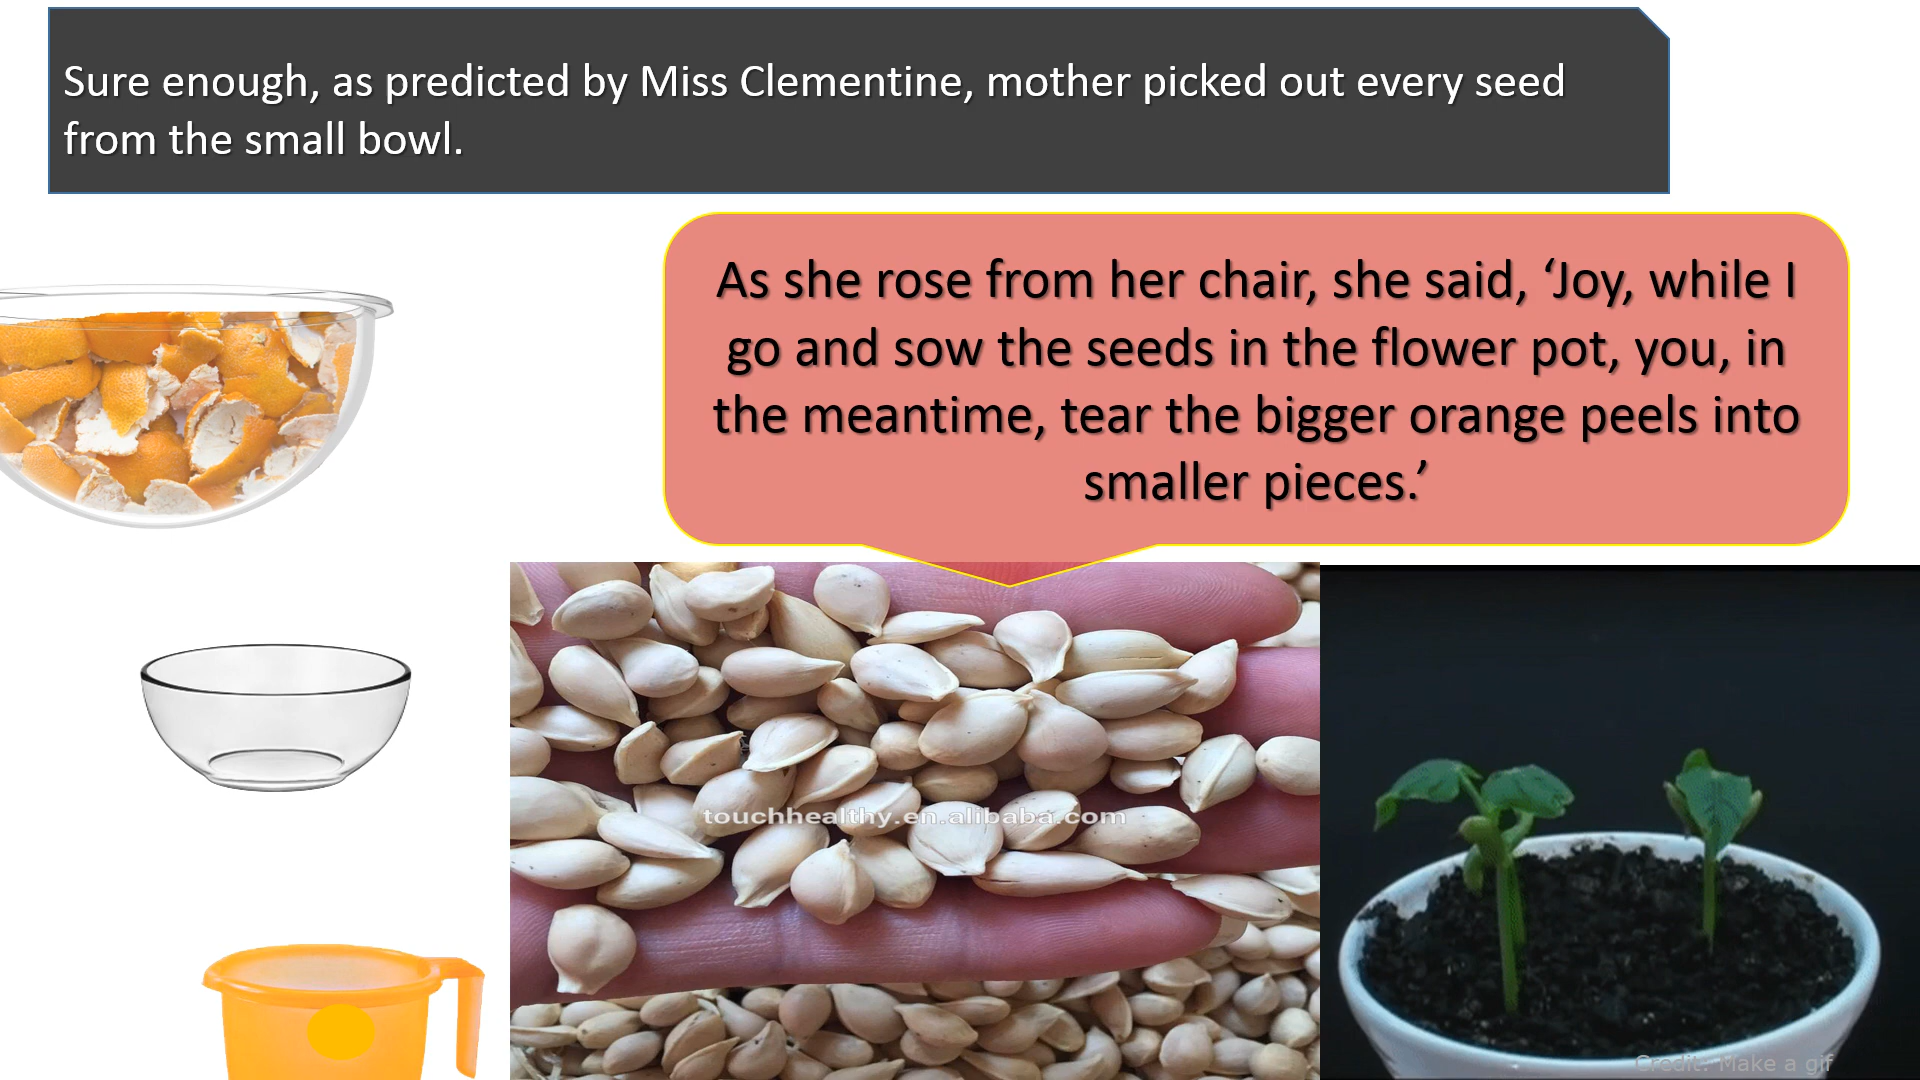 Sure enough, as predicted by Miss Clementine, mother picked out every seed
from the small bowl.
As she rose from her chair, she said, ‘Joy, while I
go and sow the seeds in the flower pot, you, in
the meantime, tear the bigger orange peels into
smaller pieces.’
touchhealthy.en.alibaba.com
Credit: Make a gif